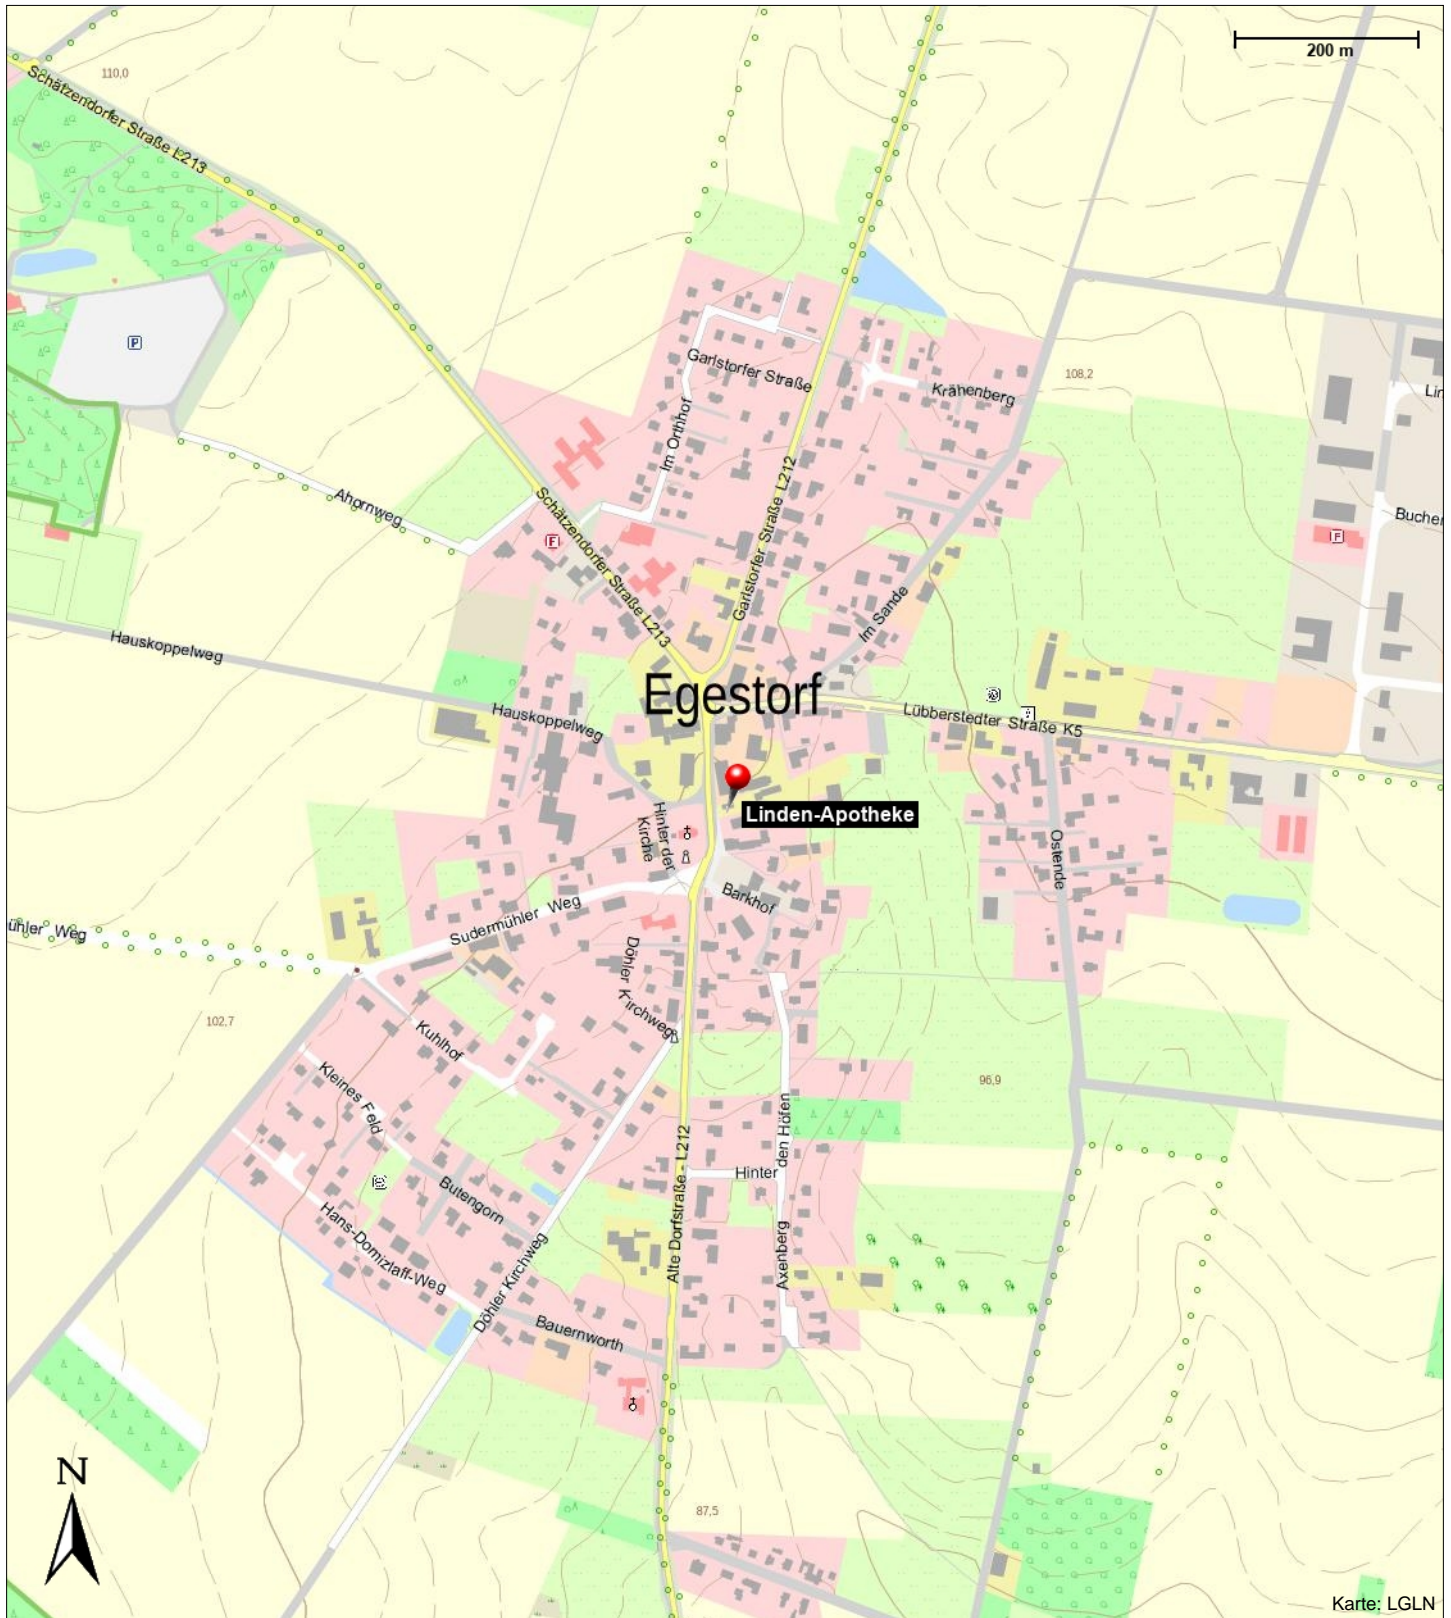 200 m
Schätzendorfer Straße L213
110,0
P
Garlstorfer Straße
108,2
Krähenberg
Im Orthhof
Ahornweg
Schätzendorfer Straße L213
Garlstorfer Straße L212
F
F
Im Sande
Hauskoppelweg
Egestorf
Hauskoppelweg
Lübberstedter Straße K5
Linden-Apotheke
Hinter der
Kirche
Ostende
Barkhof
Sudermühler Weg
ühler Weg
Döhler Kirchweg
102,7
Kuhlhof
Kleines Feld
96,9
Hinter den Höfen
Butengorn
Alte Dorfstraße - L212
Hans-Domizlaff-Weg
Axenberg
Döhler Kirchweg
Bauernworth
N
87,5
Karte: LGLN